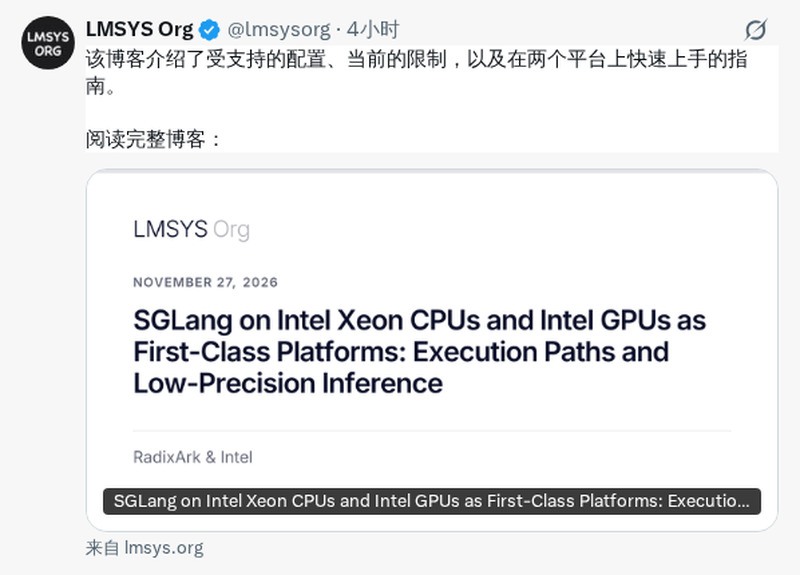 LMSYS ORG
LMSYS Org @lmsysorg · 4小时
该博客介绍了受支持的配置、当前的限制，以及在两个平台上快速上手的指
南。
阅读完整博客：
LMSYS Org
NOVEMBER 27, 2026
SGLang on Intel Xeon CPUs and Intel GPUs as
First-Class Platforms: Execution Paths and
Low-Precision Inference
RadixArk & Intel
SGLang on Intel Xeon CPUs and Intel GPUs as First-Class Platforms: Executio...
来自 lmsys.org